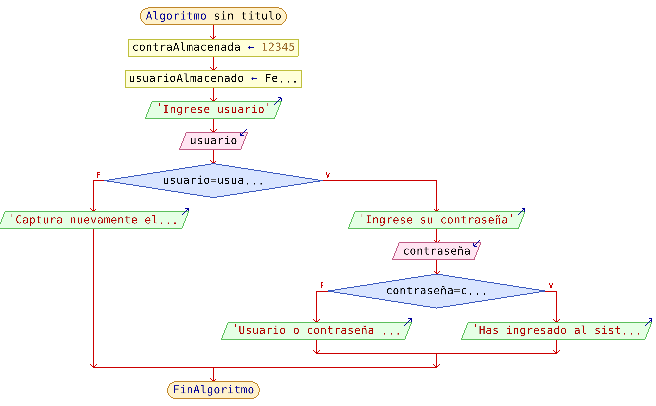 Algoritmo sin titulo
contraAlmacenada ← 12345
usuarioAlmacenado ← Fe...
'Ingrese usuario'
usuario
F
usuario=usua...
V
'Captura nuevamente el...
'Ingrese su contraseña'
contraseña
F
contraseña=c...
V
'Usuario o contraseña ...
'Has ingresado al sist...
FinAlgoritmo